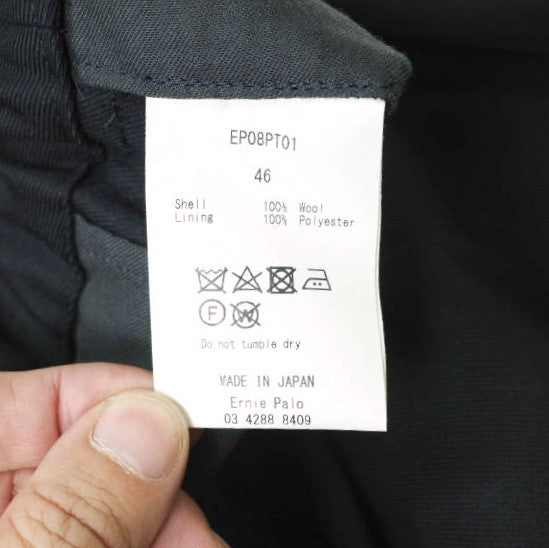 EP08PT01
46
Shell 100% Wool
Lining 100% Polyester
F W
Do not tumble dry
MADE IN JAPAN
Ernie Palo
03 4288 8409